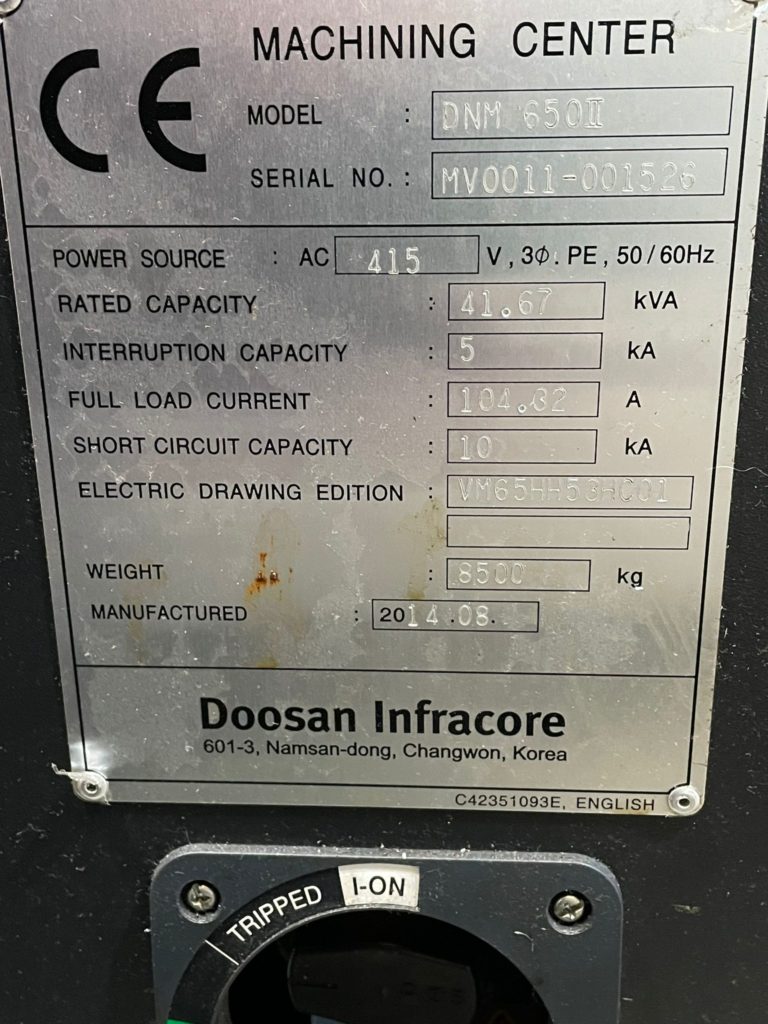 CE
MACHINING CENTER
MODEL : DNM 650II
SERIAL NO. : MV0011-001526
POWER SOURCE : AC 415 V, 3Φ. PE, 50/60Hz
RATED CAPACITY : 41.67 kVA
INTERRUPTION CAPACITY : 5 kA
FULL LOAD CURRENT : 104.32 A
SHORT CIRCUIT CAPACITY : 10 kA
ELECTRIC DRAWING EDITION :
WEIGHT : 8500 kg
MANUFACTURED : 2014.08.
Doosan Infracore
601-3, Namsan-dong, Changwon, Korea
C42351093E, ENGLISH
TRIPPED I-ON